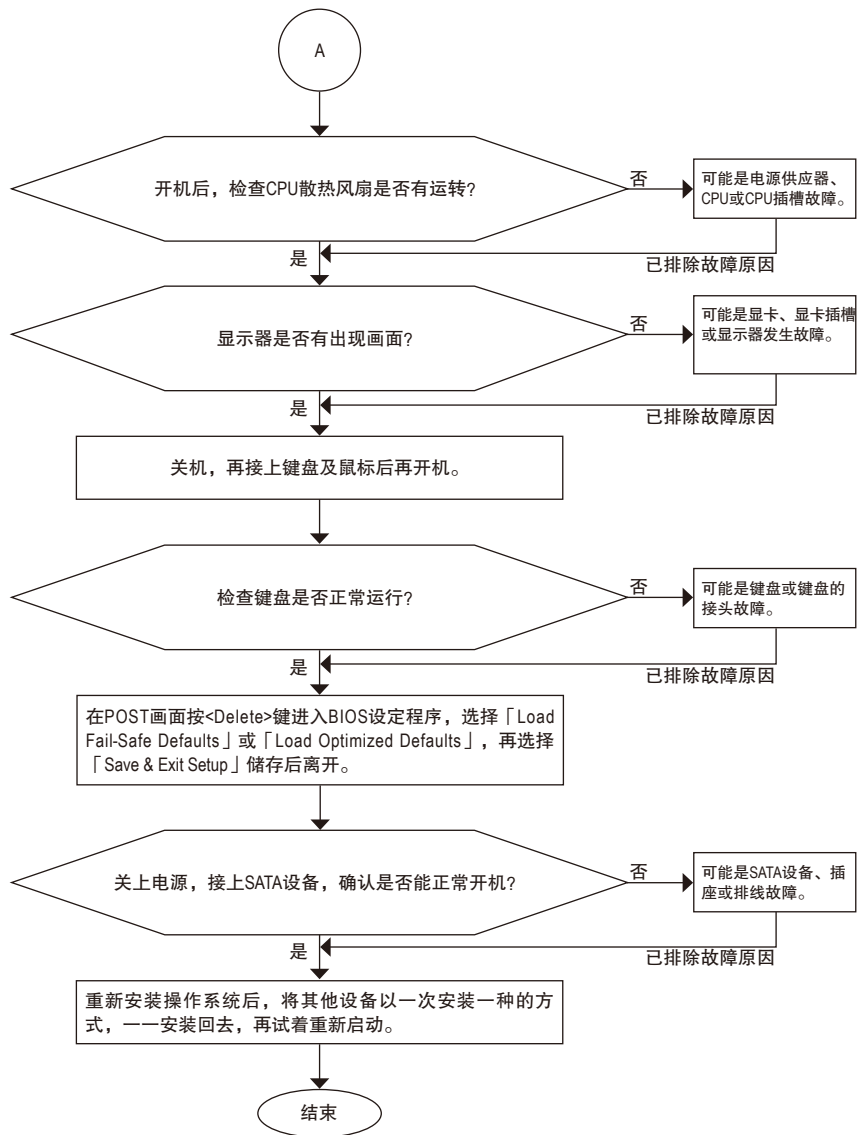 A
开机后，检查CPU散热风扇是否有运转？
否
可能是电源供应器、
CPU或CPU插槽故障。
是
已排除故障原因
显示器是否有出现画面？
否
可能是显卡、显卡插槽
或显示器发生故障。
是
已排除故障原因
关机，再接上键盘及鼠标后再开机。
检查键盘是否正常运行？
否
可能是键盘或键盘的
接头故障。
是
已排除故障原因
在POST画面按<Delete>键进入BIOS设定程序，选择「Load
Fail-Safe Defaults」或「Load Optimized Defaults」，再选择
「Save & Exit Setup」储存后离开。
关上电源，接上SATA设备，确认是否能正常开机？
否
可能是SATA设备、插
座或排线故障。
是
已排除故障原因
重新安装操作系统后，将其他设备以一次安装一种的方
式，一一安装回去，再试着重新启动。
结束